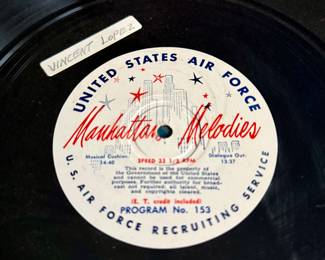 VINCENT LOPEZ
UNITED STATES AIR FORCE
Manhattan Melodies
Musical Cushion: Dialogue Out:
14:40 SPEED 33 1/3 RPM 13:37
This record is the property of
the Government of the United States
and cannot be used for commercial
purposes. Further authority for broad-
cast not required; all talent, music,
and copyrights cleared.
(E. T. credit included)
PROGRAM No. 153
U. S. AIR FORCE RECRUITING SERVICE